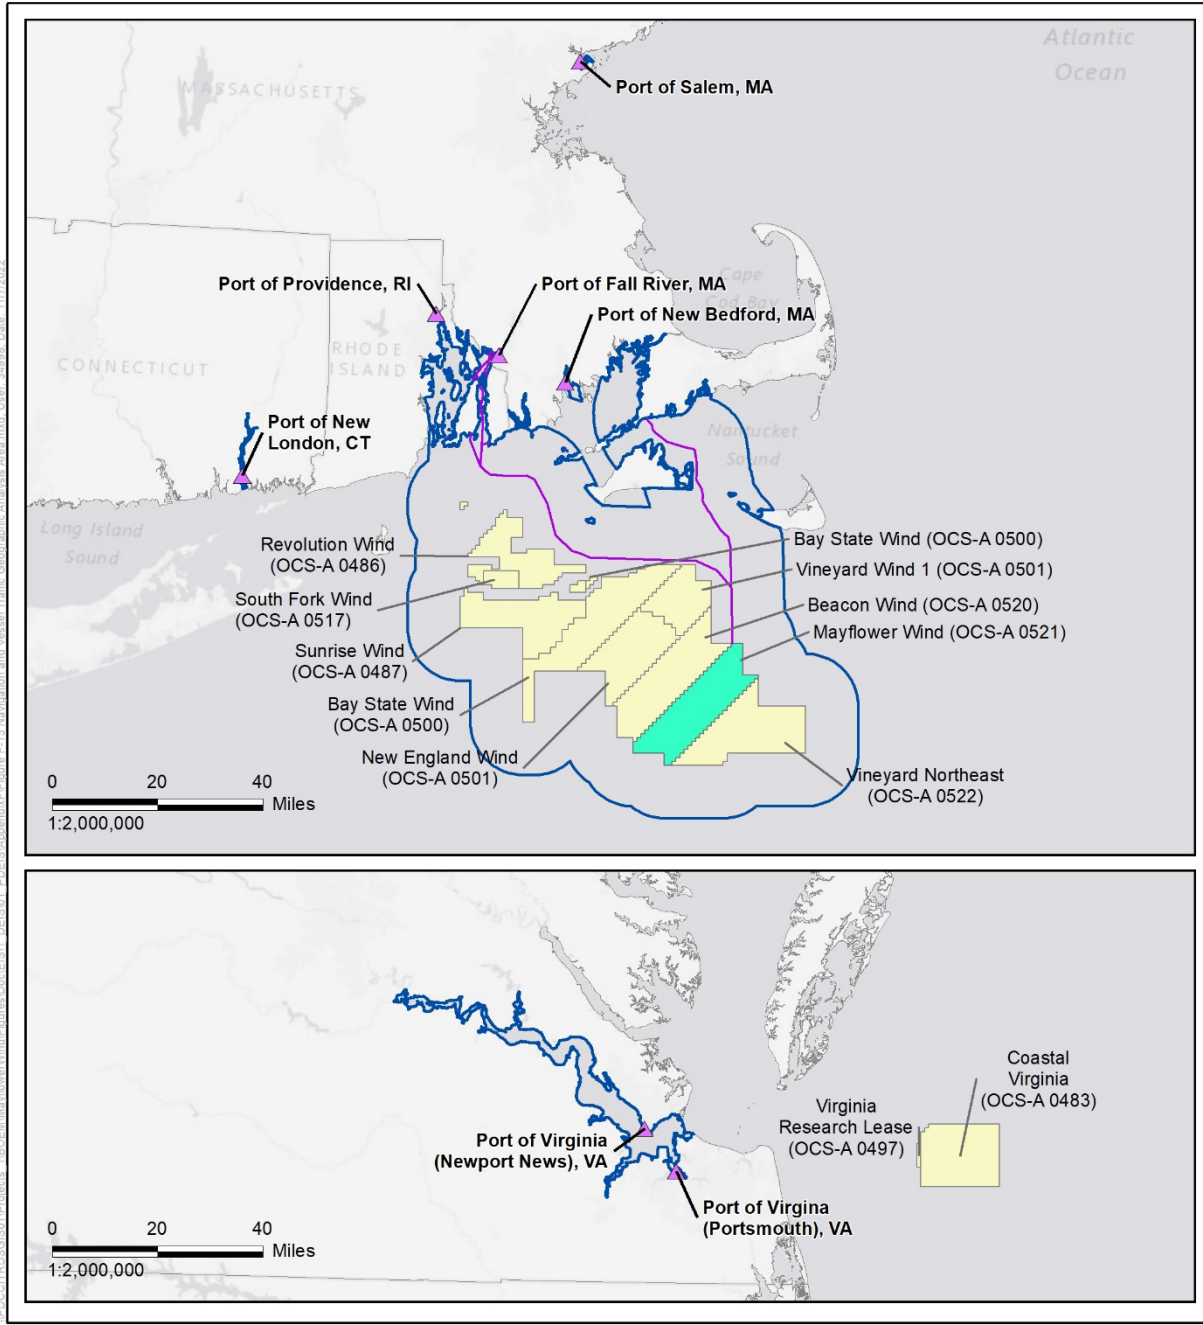 Atlantic
Ocean
Port of Salem, MA
MASSACHUSETTS
Cape
Cod Bay
Port of Providence, RI
Port of Fall River, MA
Port of New Bedford, MA
RHODE
ISLAND
CONNECTICUT
Port of New
London, CT
Nantucket
Sound
Long Island
Sound
Revolution Wind
(OCS-A 0486)
South Fork Wind
(OCS-A 0517)
Sunrise Wind
(OCS-A 0487)
Bay State Wind
(OCS-A 0500)
New England Wind
(OCS-A 0501)
Bay State Wind (OCS-A 0500)
Vineyard Wind 1 (OCS-A 0501)
Beacon Wind (OCS-A 0520)
Mayflower Wind (OCS-A 0521)
Vineyard Northeast
(OCS-A 0522)
0 20 40
Miles
1:2,000,000
Coastal
Virginia
(OCS-A 0483)
Virginia
Research Lease
(OCS-A 0497)
Port of Virginia
(Newport News), VA
Port of Virgina
(Portsmouth), VA
0 20 40
Miles
1:2,000,000